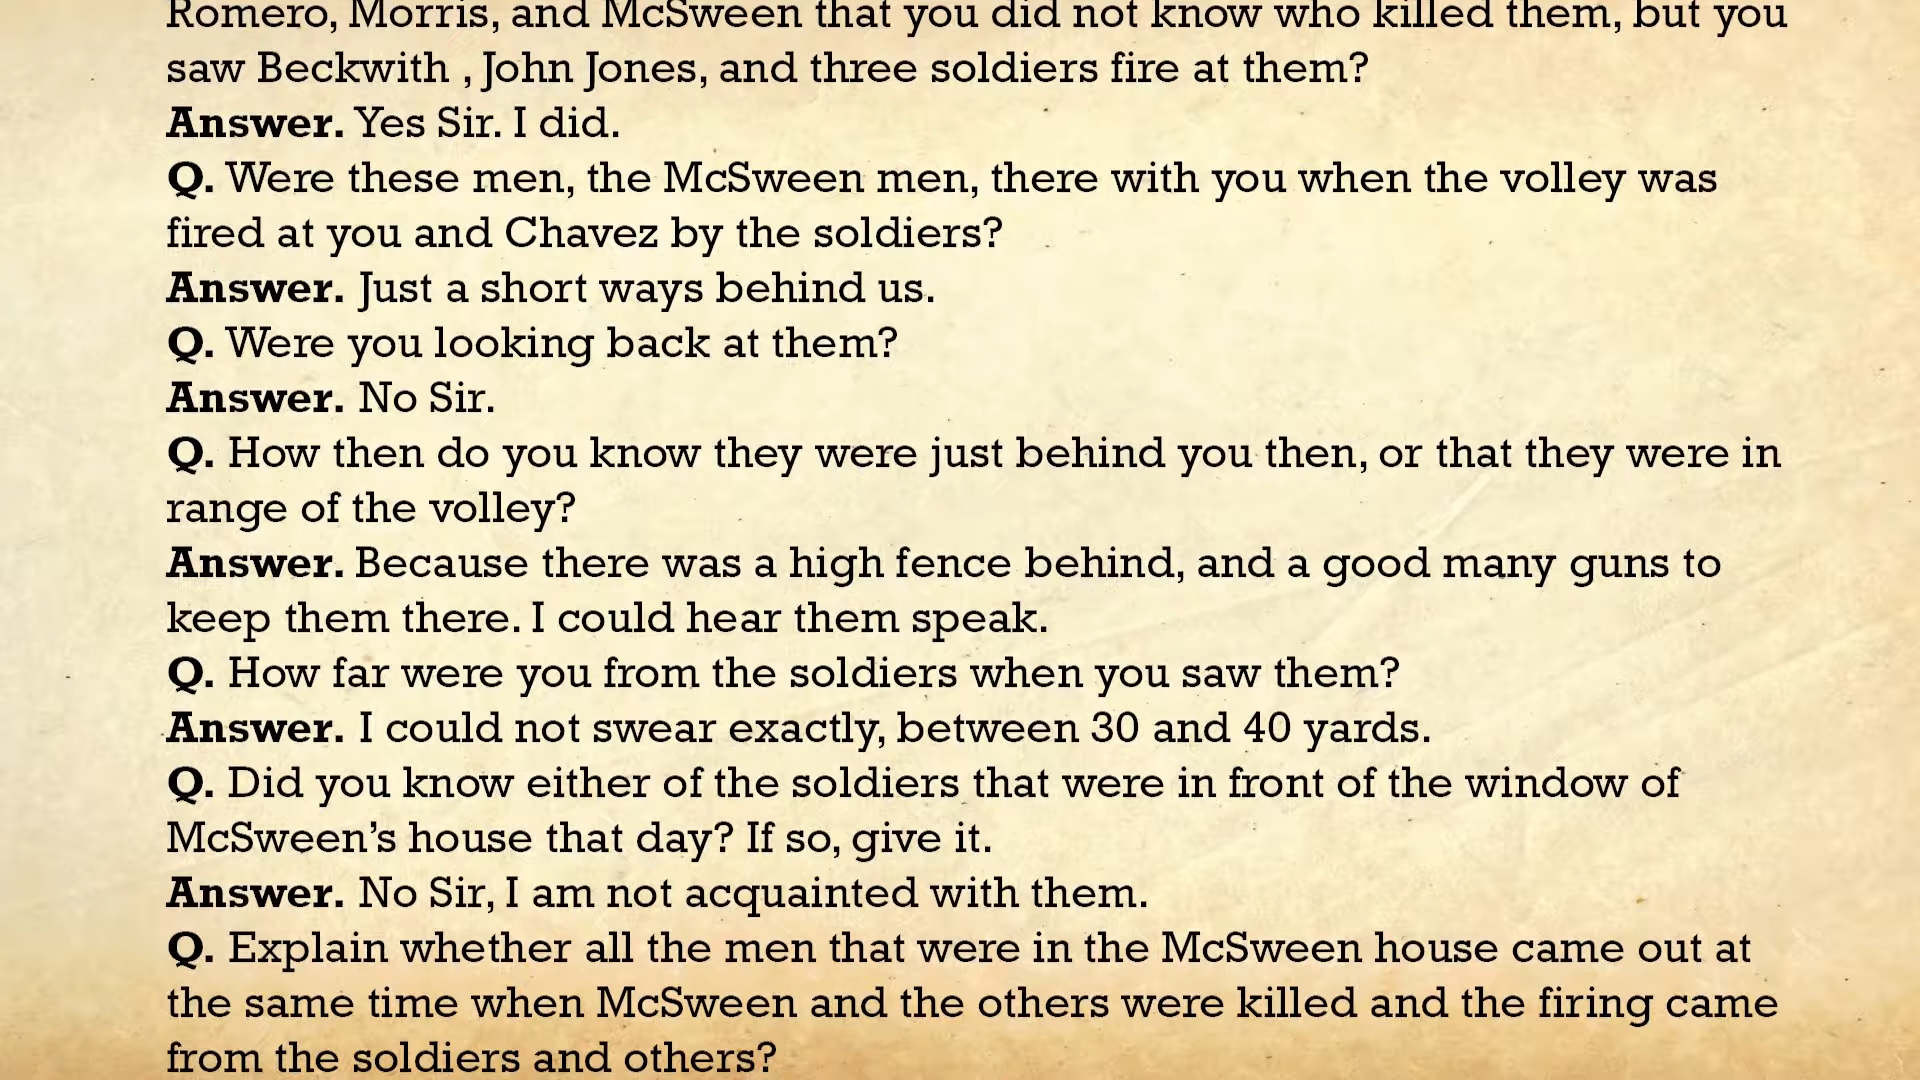 Romero, Morris, and McSween that you did not know who killed them, but you
saw Beckwith , John Jones, and three soldiers fire at them?
Answer. Yes Sir. I did.
Q. Were these men, the McSween men, there with you when the volley was
fired at you and Chavez by the soldiers?
Answer. Just a short ways behind us.
Q. Were you looking back at them?
Answer. No Sir.
Q. How then do you know they were just behind you then, or that they were in
range of the volley?
Answer. Because there was a high fence behind, and a good many guns to
keep them there. I could hear them speak.
Q. How far were you from the soldiers when you saw them?
Answer. I could not swear exactly, between 30 and 40 yards.
Q. Did you know either of the soldiers that were in front of the window of
McSween’s house that day? If so, give it.
Answer. No Sir, I am not acquainted with them.
Q. Explain whether all the men that were in the McSween house came out at
the same time when McSween and the others were killed and the firing came
from the soldiers and others?